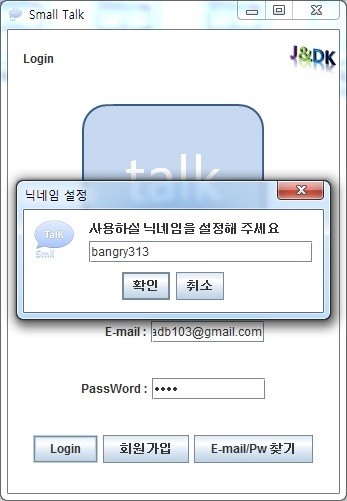 Small Talk
Login
J&DK
talk
닉네임 설정
Talk
Smll
사용하실 닉네임을 설정해 주세요
bangry313
확인
취소
E-mail :
adb103@gmail.com
PassWord :
••••
Login
회원가입
E-mail/Pw 찾기